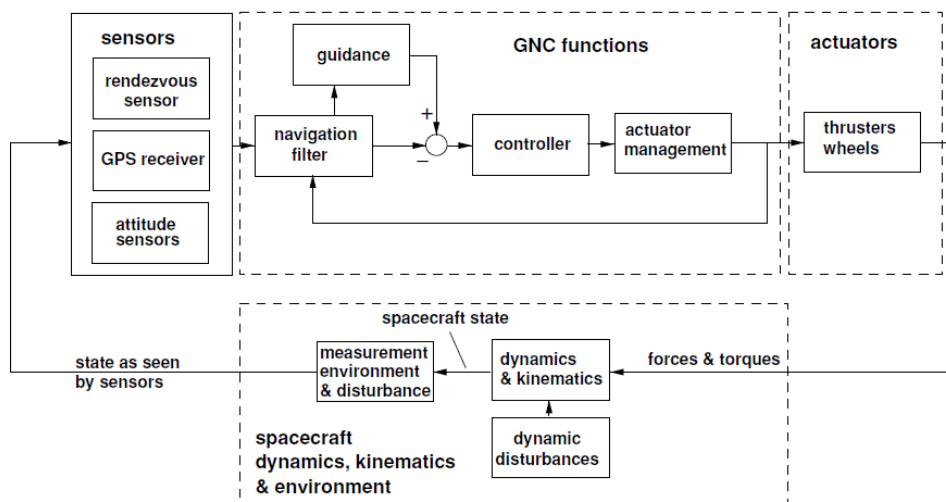 sensors
rendezvous
sensor
GPS receiver
attitude
sensors
GNC functions
guidance
navigation
filter
+
−
controller
actuator
management
actuators
thrusters
wheels
spacecraft state
state as seen
by sensors
measurement
environment
& disturbance
dynamics
& kinematics
forces & torques
dynamic
disturbances
spacecraft
dynamics, kinematics
& environment